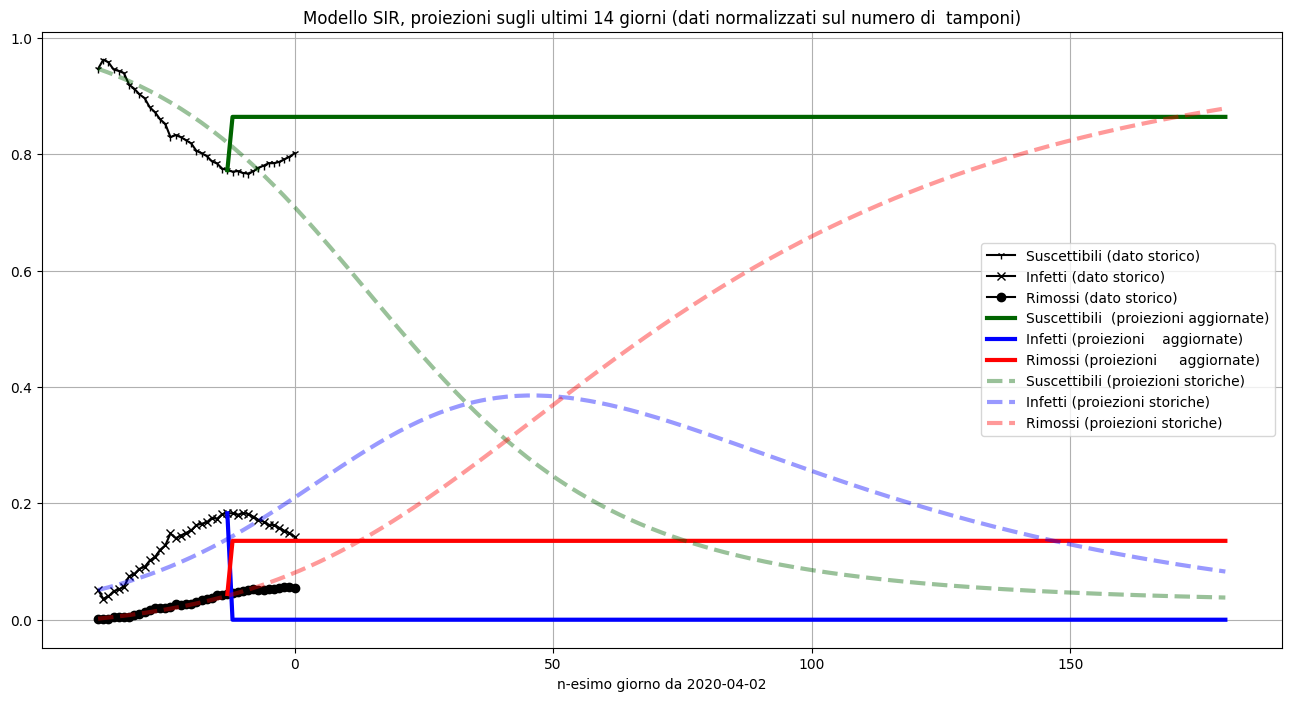 Modello SIR, proiezioni sugli ultimi 14 giorni (dati normalizzati sul numero di  tamponi)
1.0
0.8
0.6
0.4
0.2
0.0
Suscettibili (dato storico)
Infetti (dato storico)
Rimossi (dato storico)
Suscettibili  (proiezioni aggiornate)
Infetti (proiezioni    aggiornate)
Rimossi (proiezioni     aggiornate)
Suscettibili (proiezioni storiche)
Infetti (proiezioni storiche)
Rimossi (proiezioni storiche)
0 50 100 150
n-esimo giorno da 2020-04-02